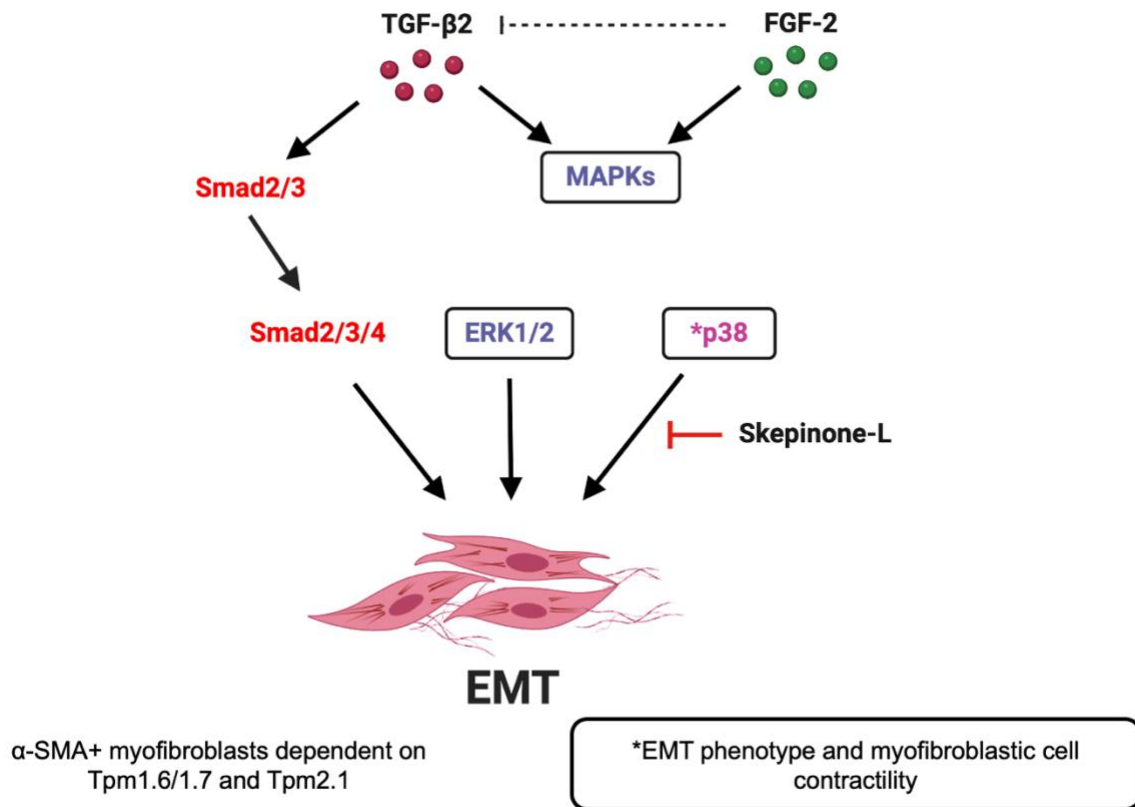 TGF-β2
FGF-2
MAPKs
Smad2/3
Smad2/3/4
ERK1/2
*p38
Skepinone-L
EMT
α-SMA+ myofibroblasts dependent on
Tpm1.6/1.7 and Tpm2.1
*EMT phenotype and myofibroblastic cell
contractility